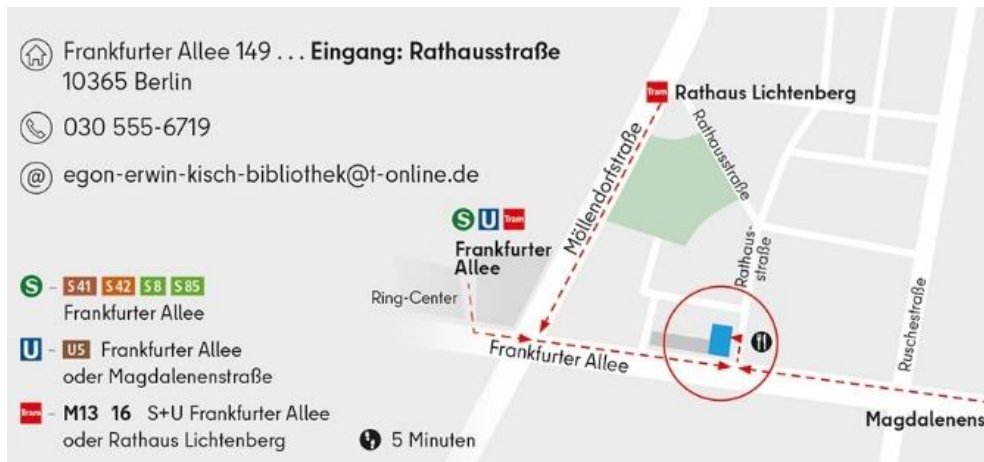 Frankfurter Allee 149 ... Eingang: Rathausstraße
10365 Berlin
030 555-6719
@ egon-erwin-kisch-bibliothek@t-online.de
S - S41 S42 S8 S85
Frankfurter Allee
U - U5 Frankfurter Allee
oder Magdalenenstraße
Tram - M13 16 S+U Frankfurter Allee
oder Rathaus Lichtenberg
5 Minuten
Tram Rathaus Lichtenberg
Rathausstraße
Möllendorfstraße
S U Tram
Frankfurter
Allee
Ring-Center
Rathaus-
straße
Ruschestraße
Frankfurter Allee
Magdalenens